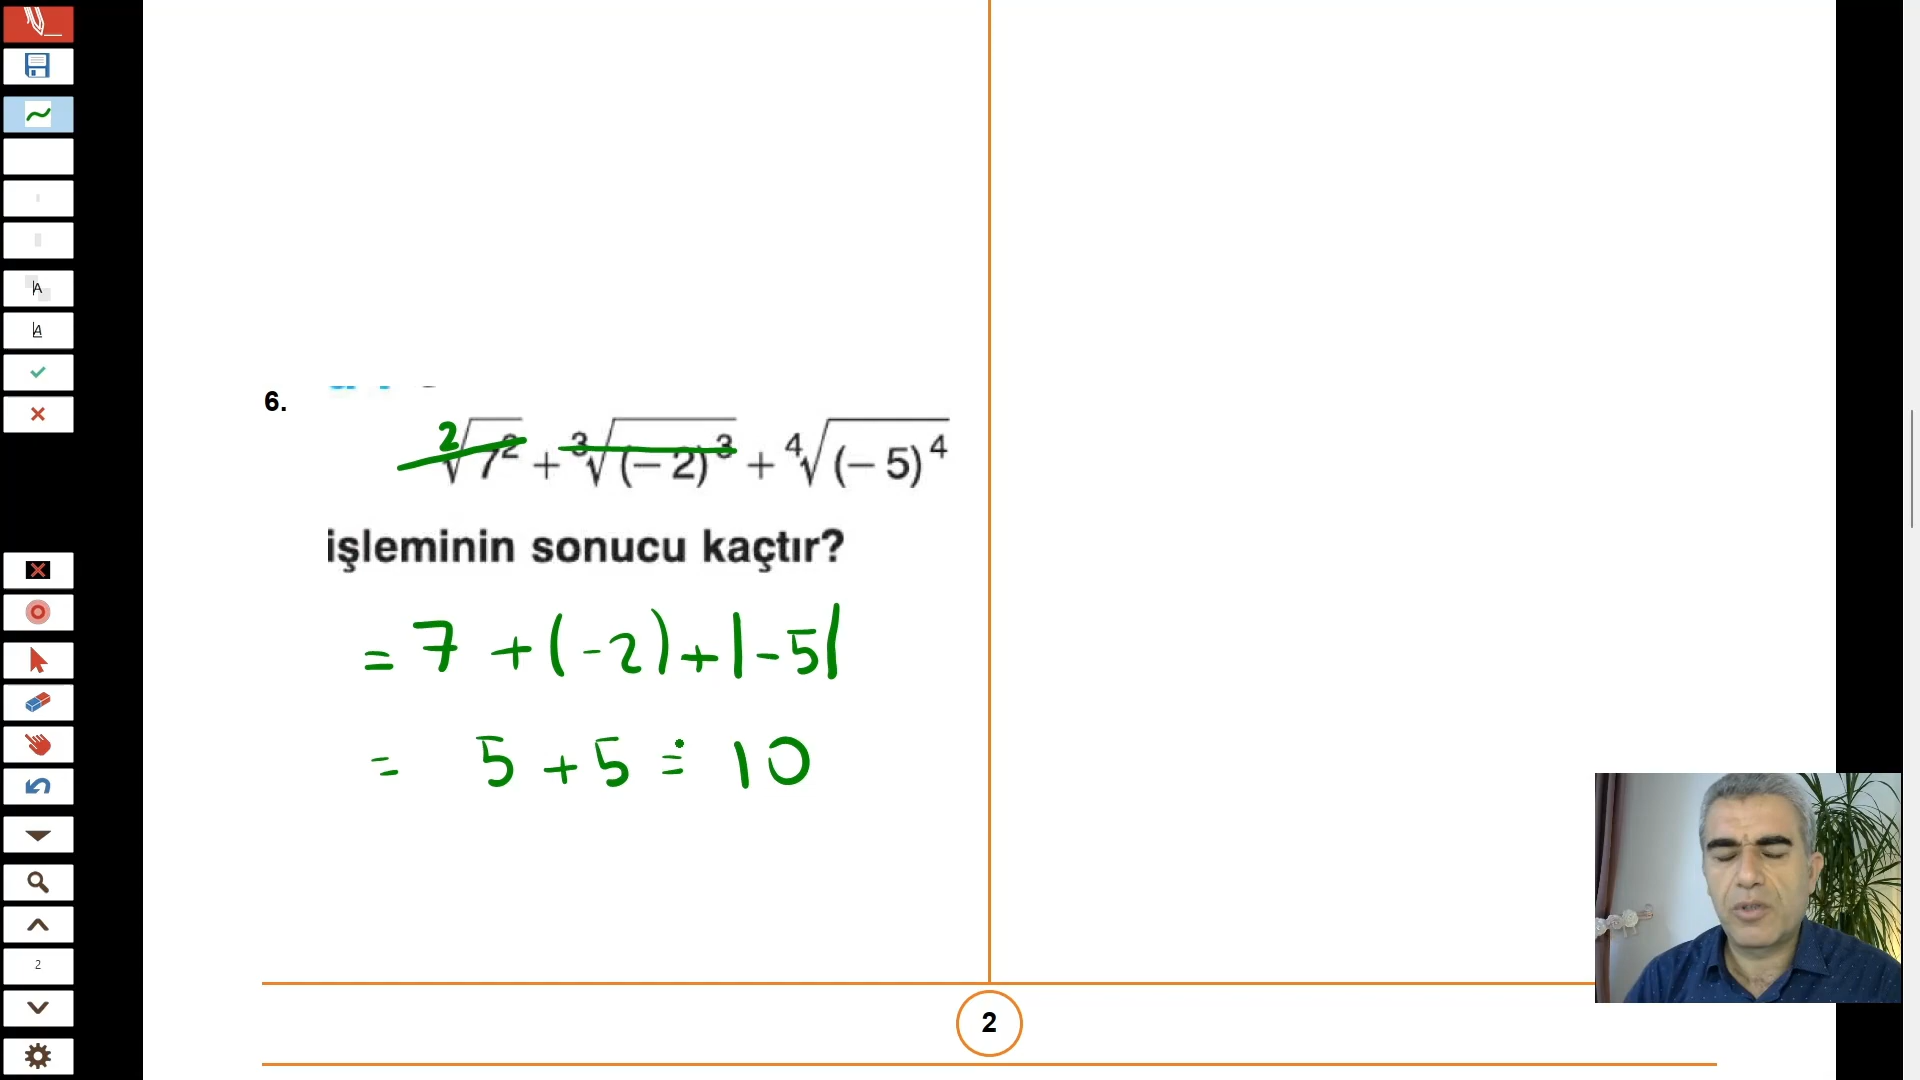 6.
²√7² + ³√(−2)³ + ⁴√(−5)⁴
işleminin sonucu kaçtır?
= 7 + (-2) + |-5|
= 5 + 5 = 10
2
2